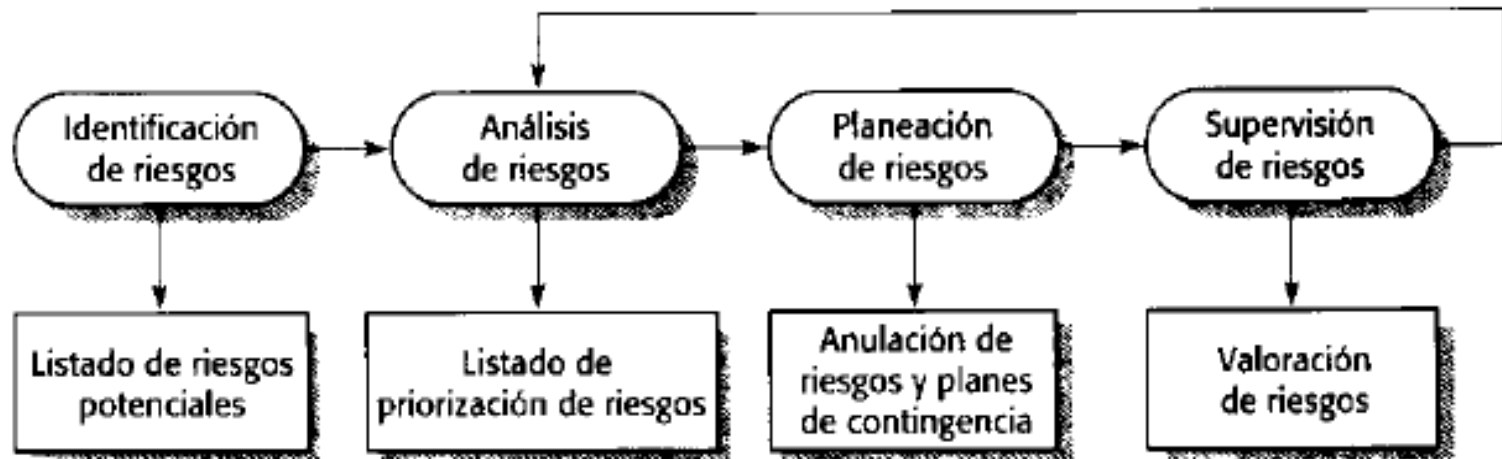 Identificación
de riesgos
Análisis
de riesgos
Planeación
de riesgos
Supervisión
de riesgos
Listado de riesgos
potenciales
Listado de
priorización de riesgos
Anulación de
riesgos y planes
de contingencia
Valoración
de riesgos